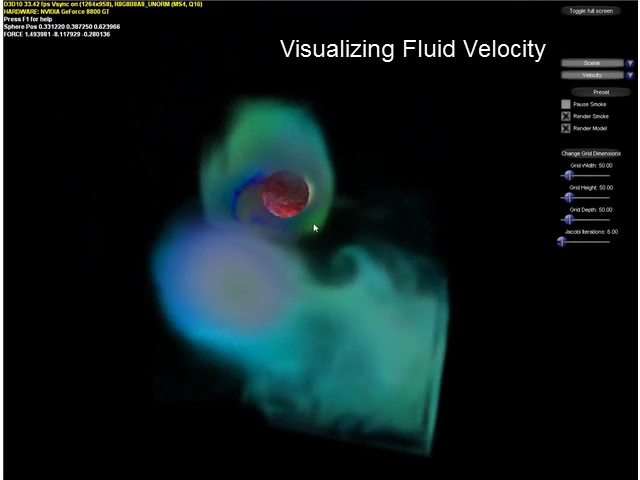 D3D10 33.42 fps Vsync on (1264x958), R8G8B8A8_UNORM (MS4, Q16)
HARDWARE: NVIDIA GeForce 8800 GT
Press F1 for help
Sphere Pos 0.331220 0.387250 0.623966
FORCE 1.493981 -8.117929 -0.280136
Toggle full screen
Visualizing Fluid Velocity
Scene
Velocity
Preset
Pause Smoke
Render Smoke
Render Model
Change Grid Dimensions
Grid Width: 50.00
Grid Height: 50.00
Grid Depth: 50.00
Jacobi Iterations: 6.00